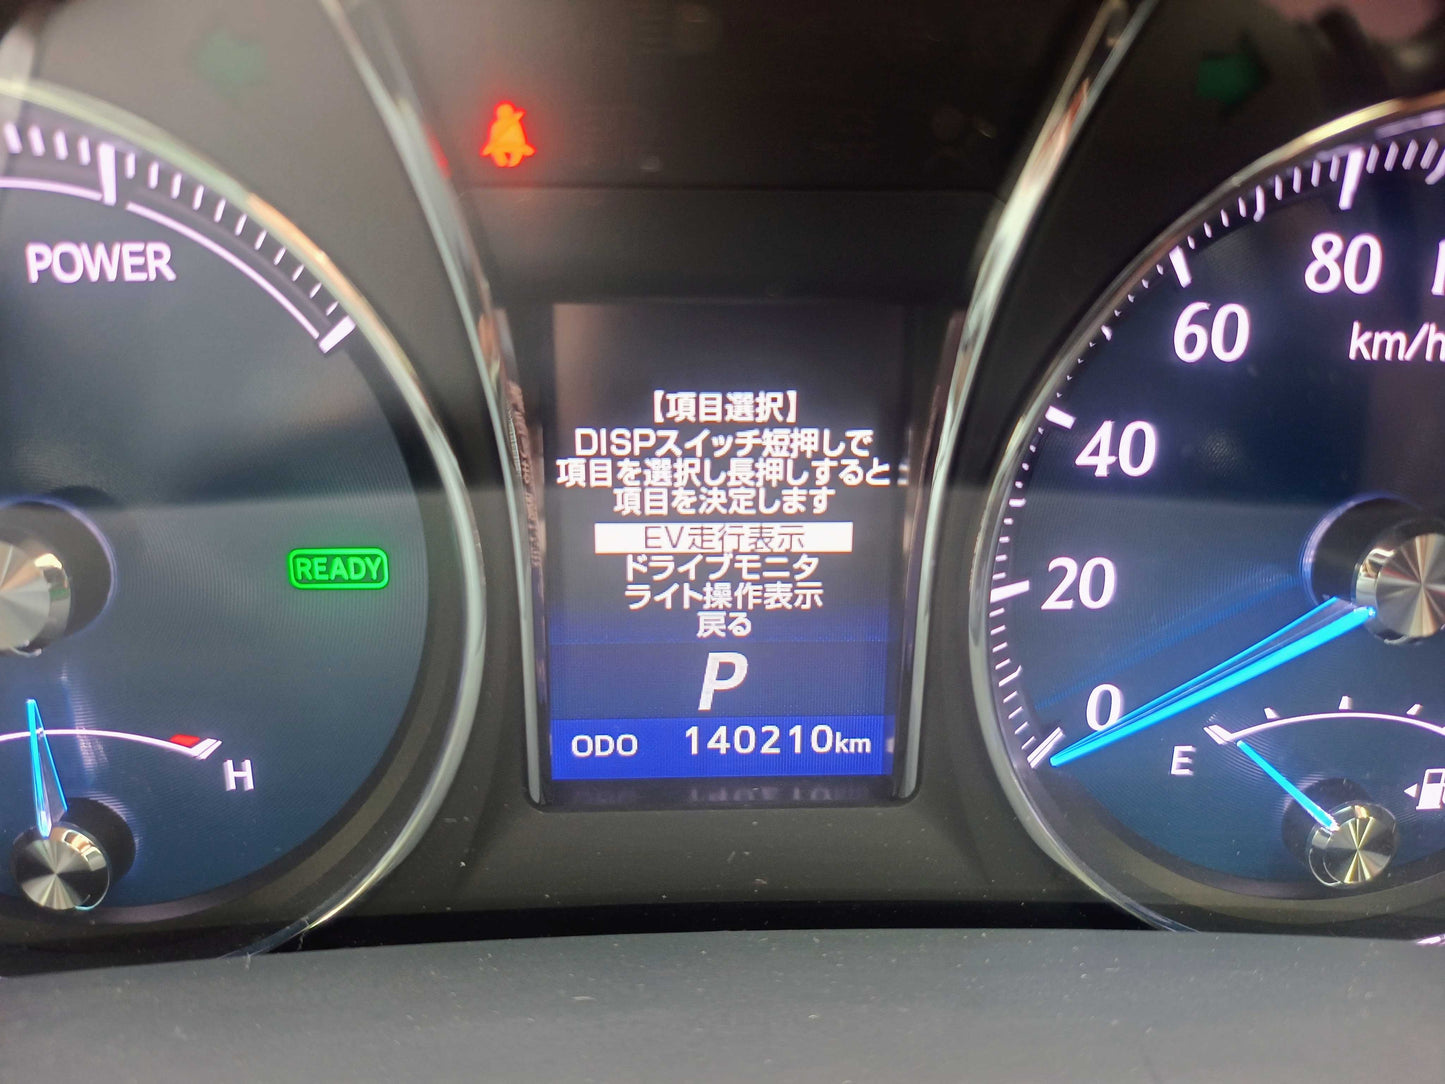 POWER
READY
H
【項目選択】
DISPスイッチ短押しで
項目を選択し長押しすると
項目を決定します
EV走行表示
ドライブモニタ
ライト操作表示
戻る
P
ODO 140210km
80
60
km/h
40
20
0
E